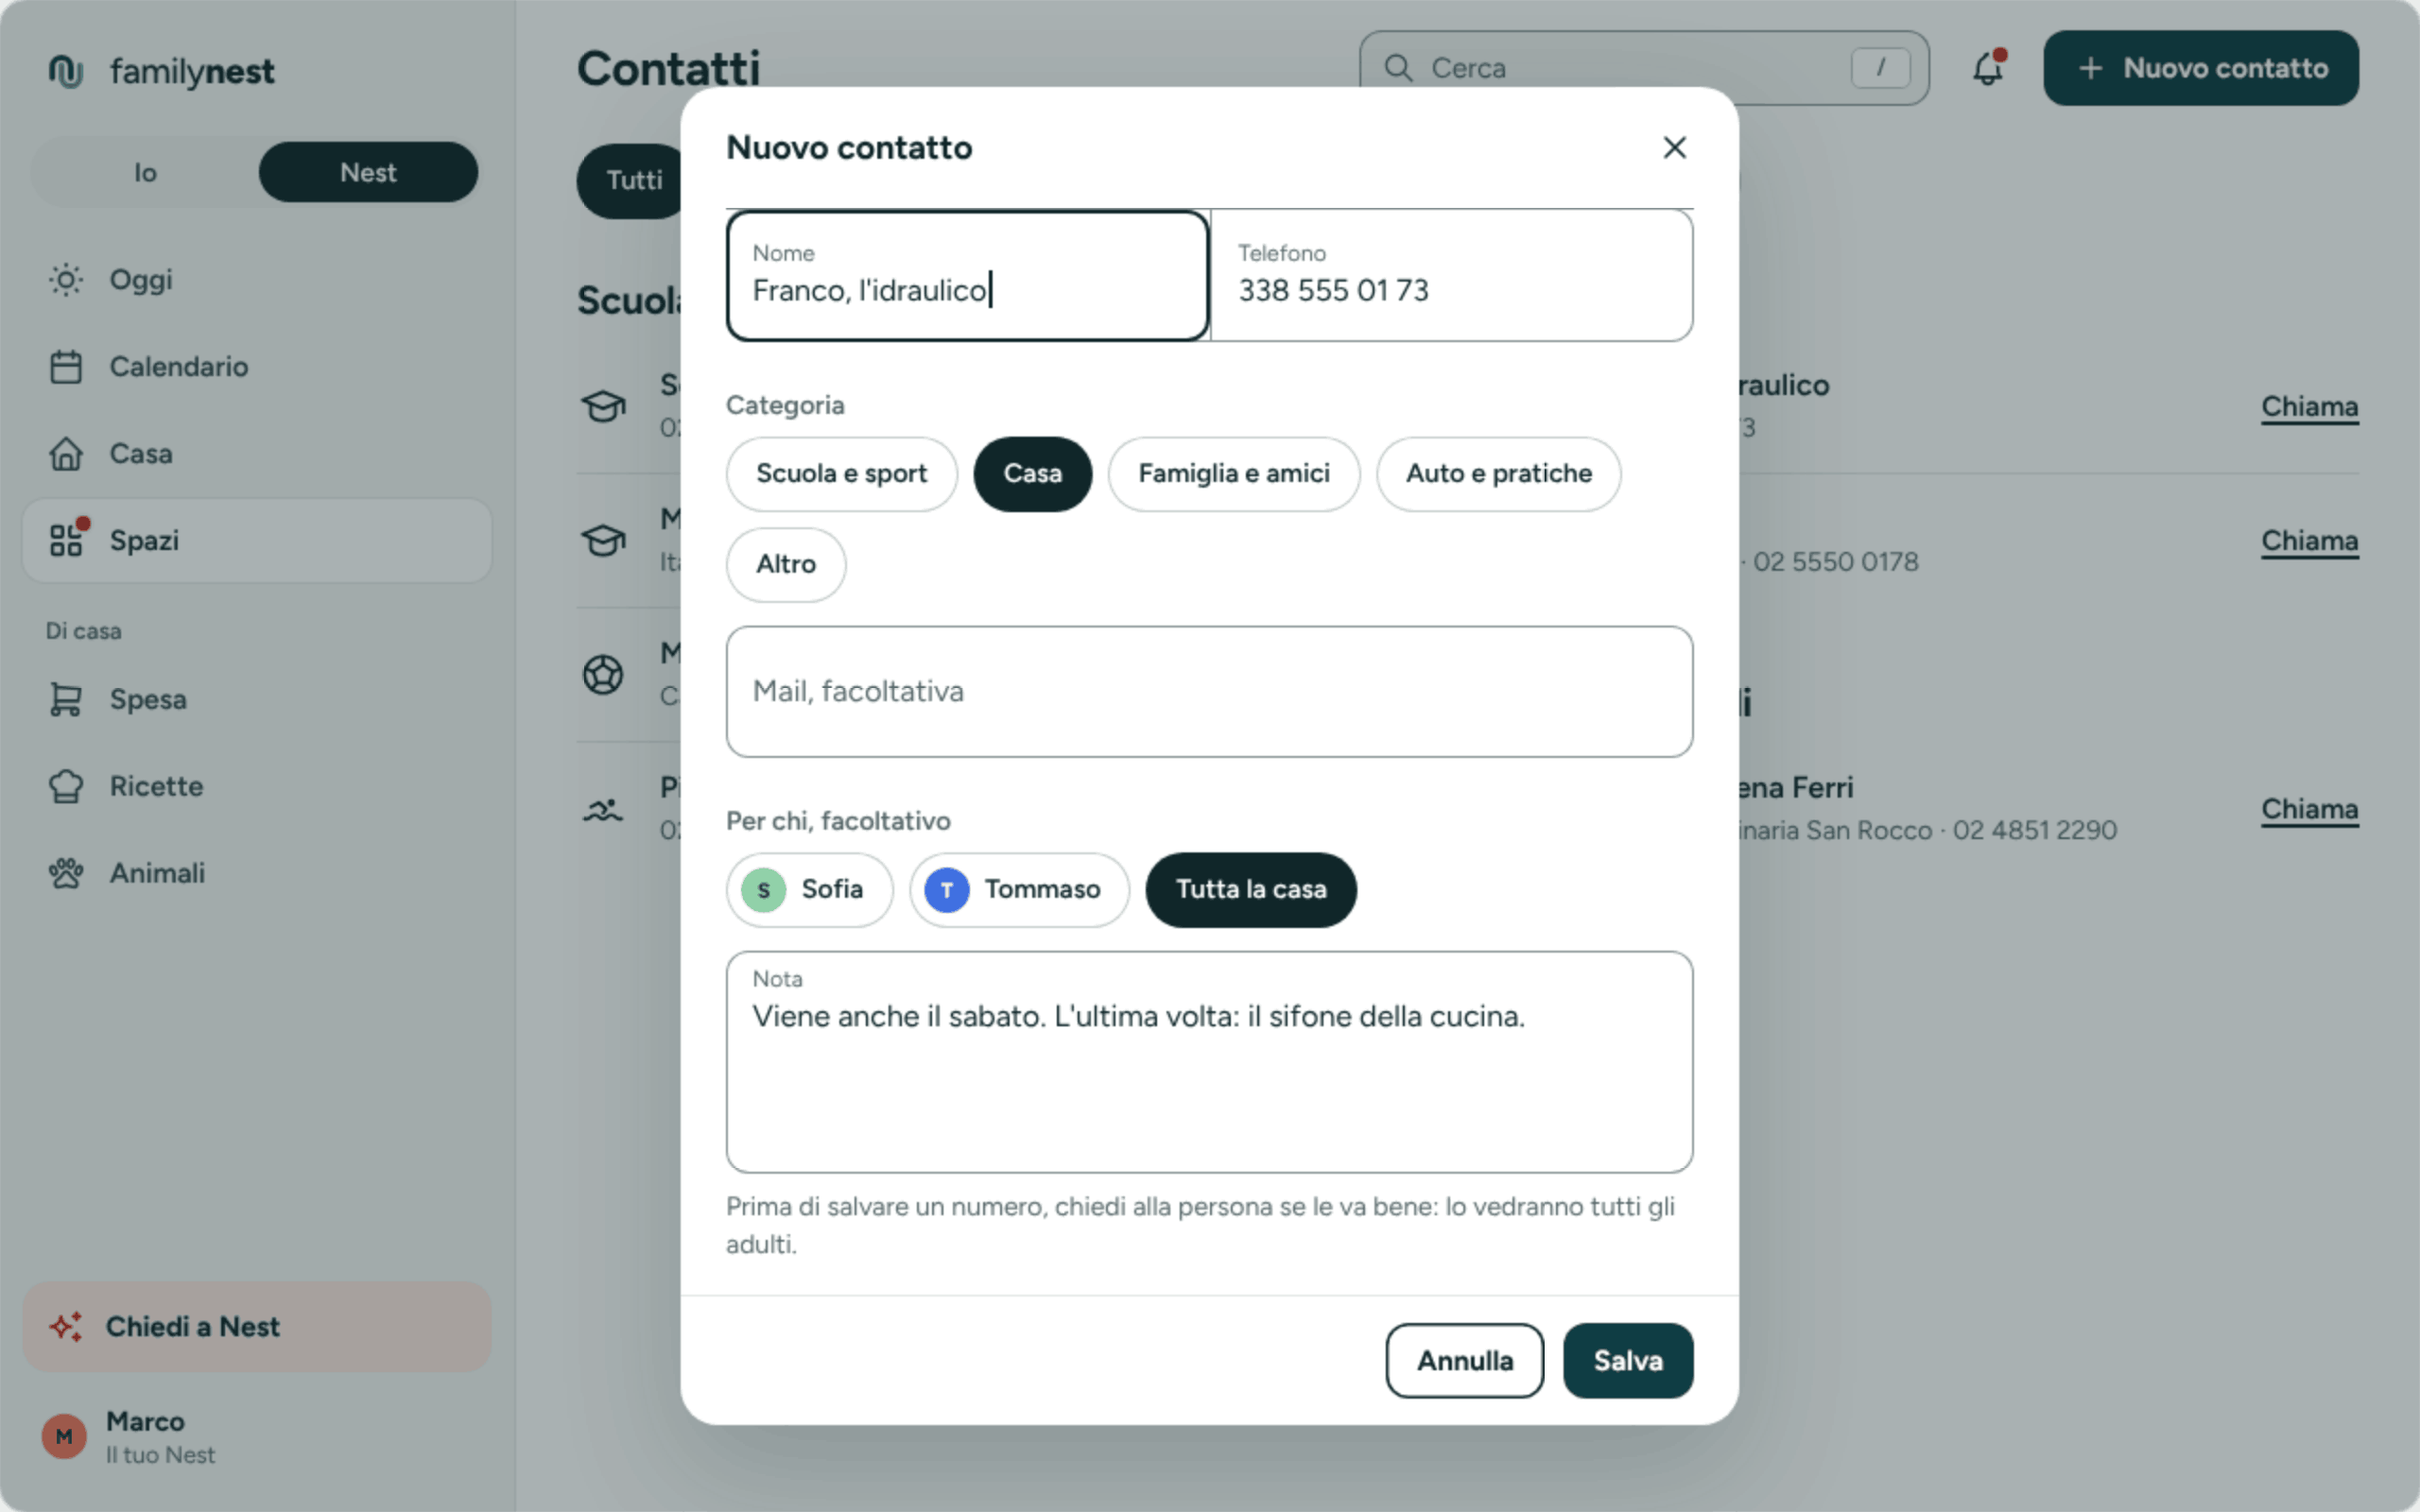 familynest
Io
Nest
Oggi
Calendario
Casa
Spazi
Di casa
Spesa
Ricette
Animali
Chiedi a Nest
M
Marco
Il tuo Nest
Contatti
Cerca
/
+ Nuovo contatto
Tutti
Nuovo contatto
Nome
Franco, l'idraulico
Telefono
338 555 01 73
Categoria
Scuola e sport
Casa
Famiglia e amici
Auto e pratiche
Altro
Mail, facoltativa
Per chi, facoltativo
S Sofia
T Tommaso
Tutta la casa
Nota
Viene anche il sabato. L'ultima volta: il sifone della cucina.
Prima di salvare un numero, chiedi alla persona se le va bene: lo vedranno tutti gli
adulti.
Annulla
Salva
Chiama
· 02 5550 0178
Chiama
Ferri
San Rocco · 02 4851 2290
Chiama